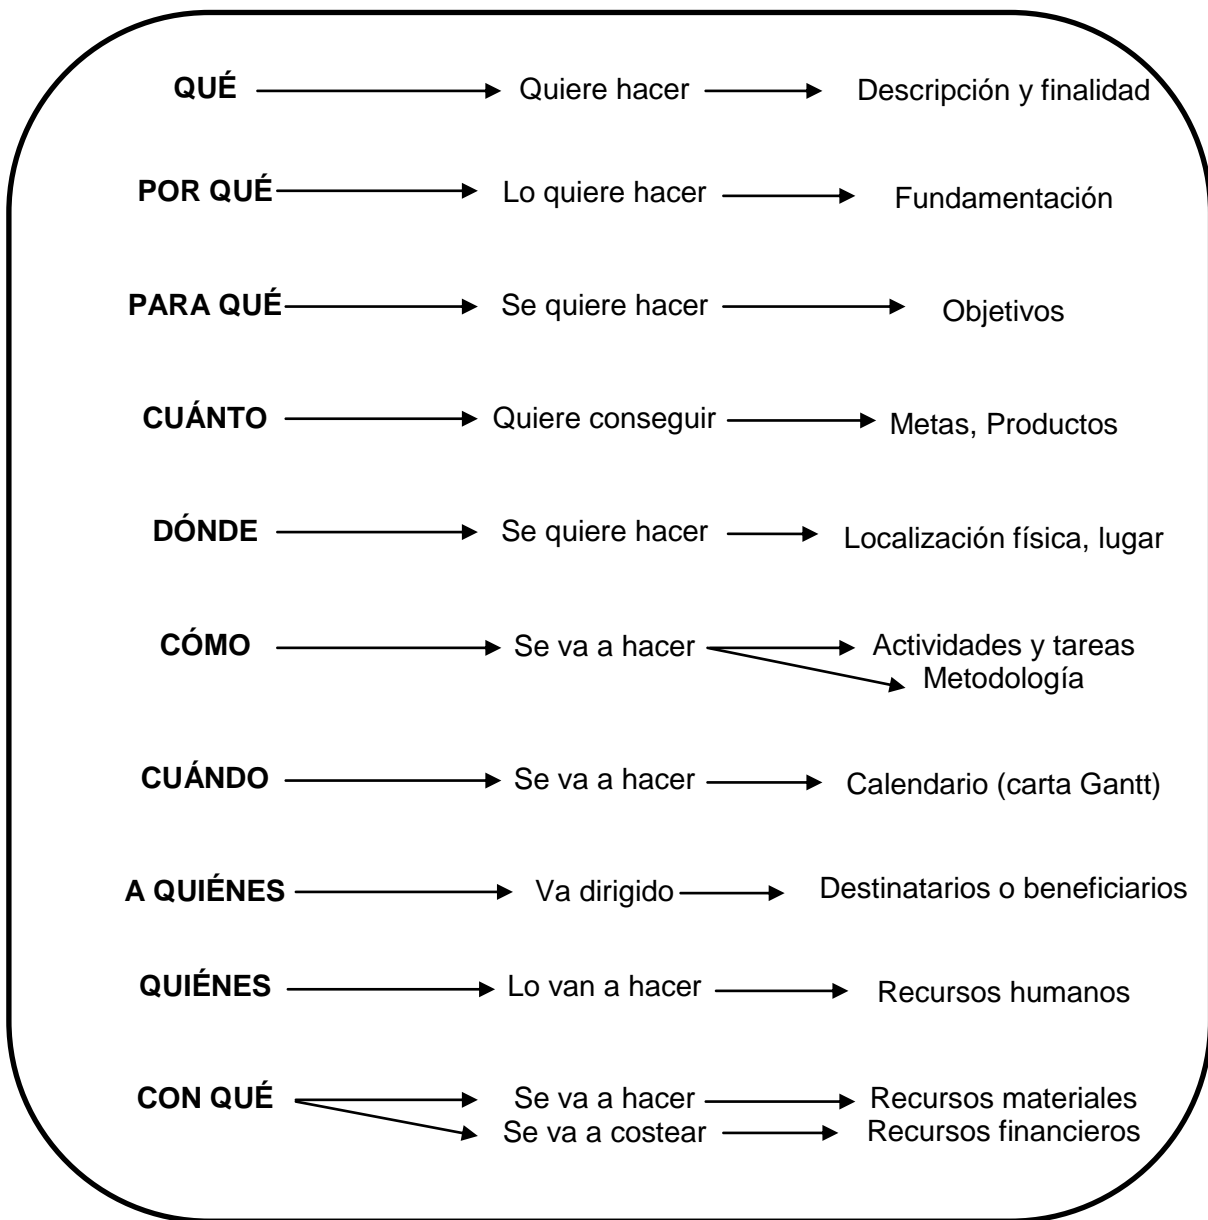 QUÉ Quiere hacer Descripción y finalidad
POR QUÉ Lo quiere hacer Fundamentación
PARA QUÉ Se quiere hacer Objetivos
CUÁNTO Quiere conseguir Metas, Productos
DÓNDE Se quiere hacer Localización física, lugar
CÓMO Se va a hacer Actividades y tareas
Metodología
CUÁNDO Se va a hacer Calendario (carta Gantt)
A QUIÉNES Va dirigido Destinatarios o beneficiarios
QUIÉNES Lo van a hacer Recursos humanos
CON QUÉ Se va a hacer Recursos materiales
Se va a costear Recursos financieros